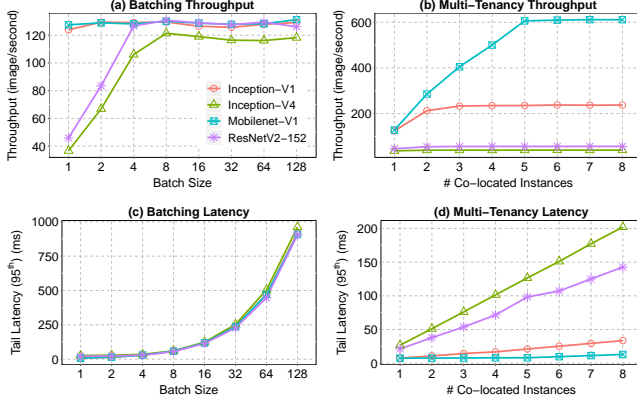 (a) Batching Throughput
Throughput (image/second)
120
100
80
60
40
Inception-V1
Inception-V4
Mobilenet-V1
ResNetV2-152
1 2 4 8 16 32 64 128
Batch Size
(b) Multi-Tenancy Throughput
Throughput (image/second)
600
400
200
1 2 3 4 5 6 7 8
# Co-located Instances
(c) Batching Latency
Tail Latency (95th) (ms)
1000
750
500
250
0
1 2 4 8 16 32 64 128
Batch Size
(d) Multi-Tenancy Latency
Tail Latency (95th) (ms)
200
150
100
50
0
1 2 3 4 5 6 7 8
# Co-located Instances